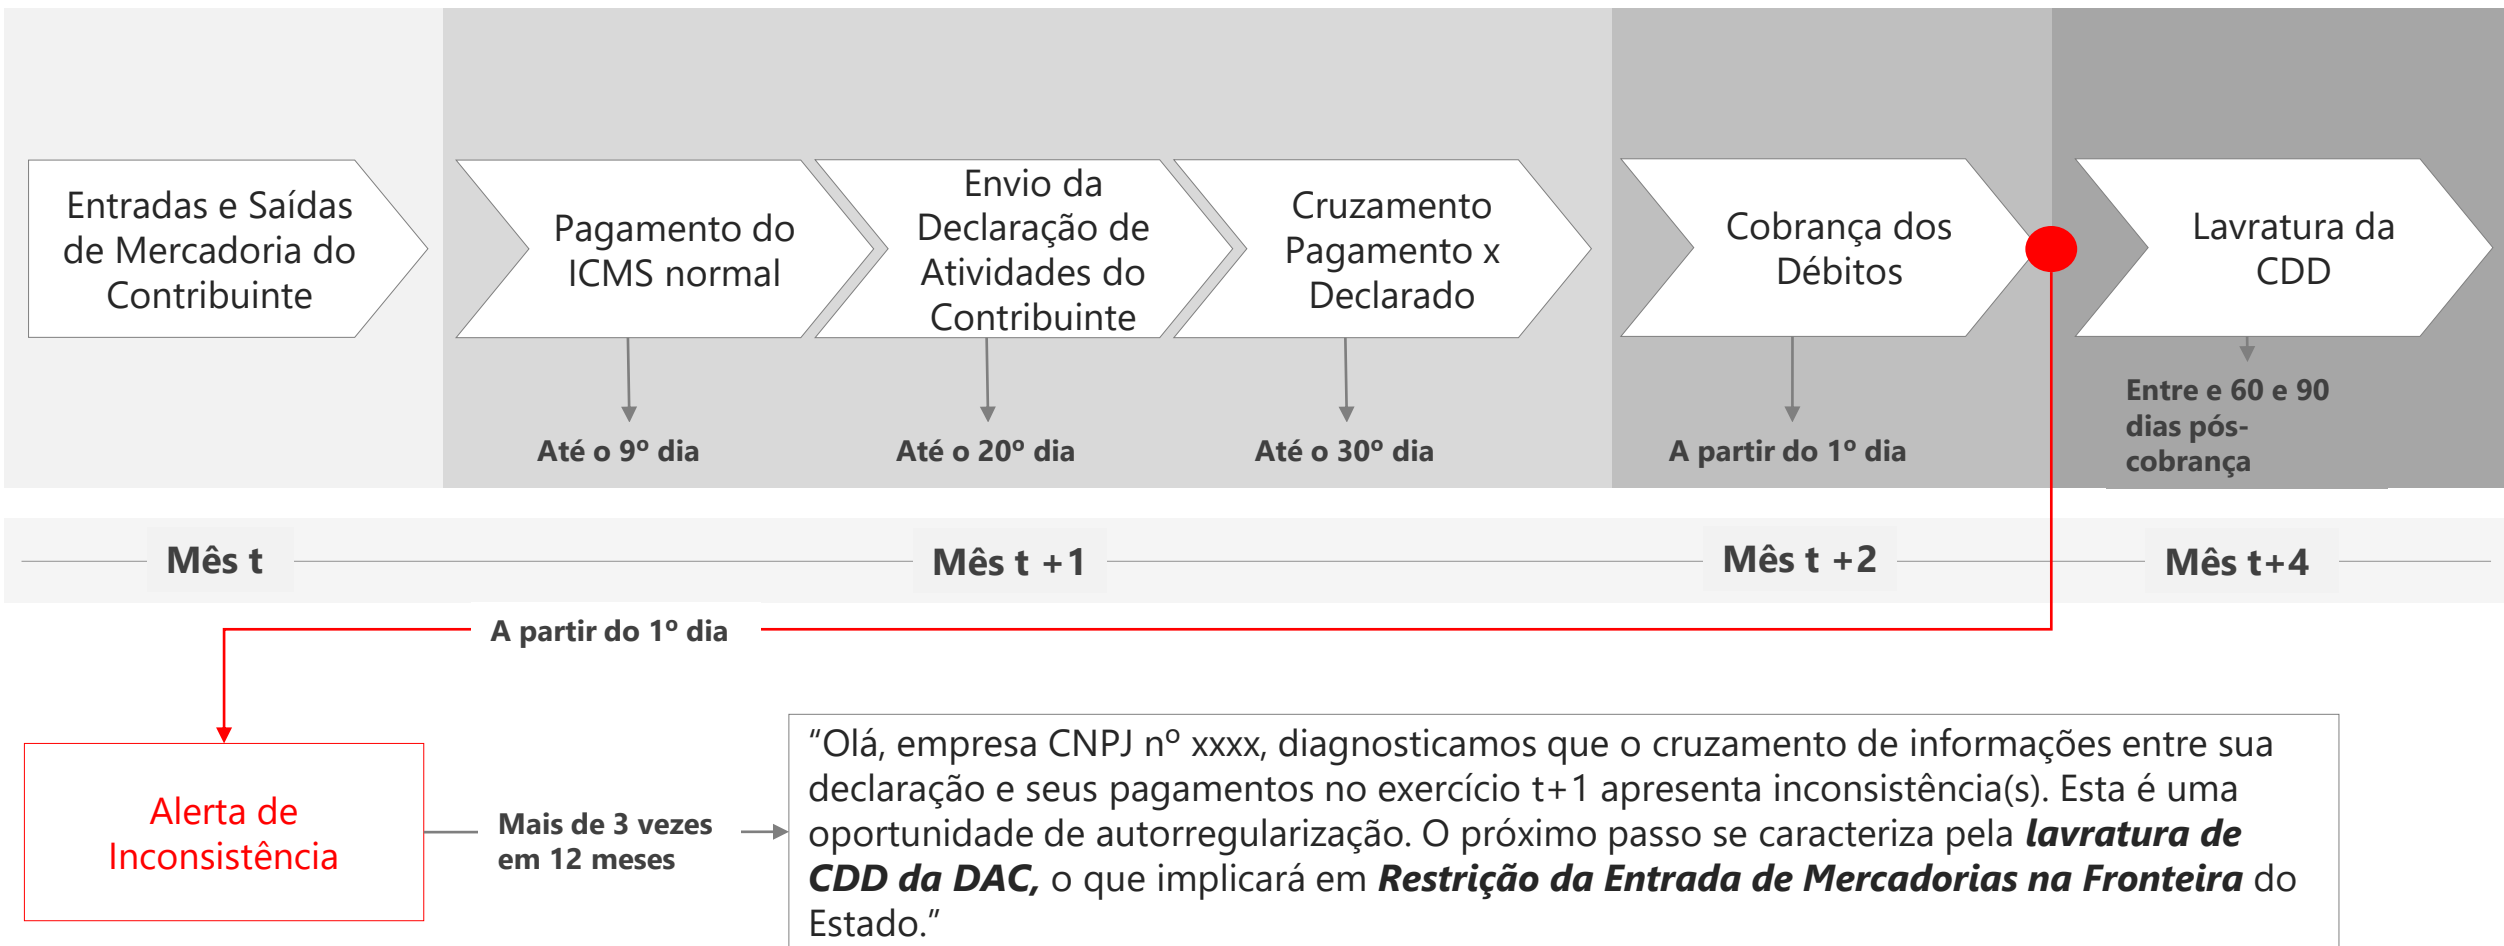 Entradas e Saídas
de Mercadoria do
Contribuinte
Pagamento do
ICMS normal
Envio da
Declaração de
Atividades do
Contribuinte
Cruzamento
Pagamento x
Declarado
Cobrança dos
Débitos
Lavratura da
CDD
Até o 9º dia
Até o 20º dia
Até o 30º dia
A partir do 1º dia
Entre e 60 e 90
dias pós-
cobrança
Mês t
Mês t +1
Mês t +2
Mês t+4
A partir do 1º dia
Alerta de
Inconsistência
Mais de 3 vezes
em 12 meses
“Olá, empresa CNPJ nº xxxx, diagnosticamos que o cruzamento de informações entre sua
declaração e seus pagamentos no exercício t+1 apresenta inconsistência(s). Esta é uma
oportunidade de autorregularização. O próximo passo se caracteriza pela lavratura de
CDD da DAC, o que implicará em Restrição da Entrada de Mercadorias na Fronteira do
Estado.”